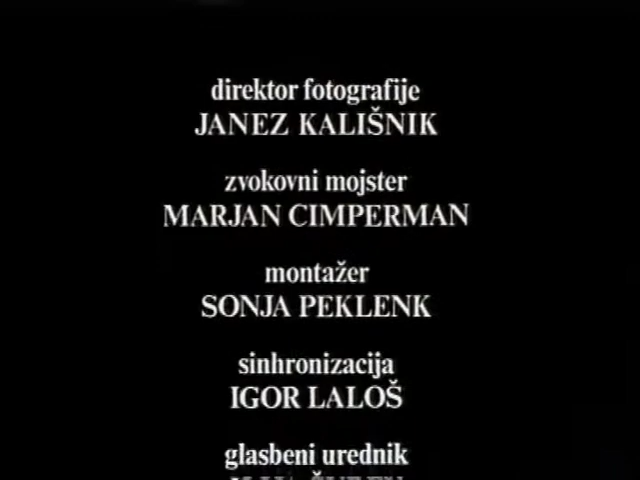 direktor fotografije
JANEZ KALIŠNIK
zvokovni mojster
MARJAN CIMPERMAN
montažer
SONJA PEKLENK
sinhronizacija
IGOR LALOŠ
glasbeni urednik